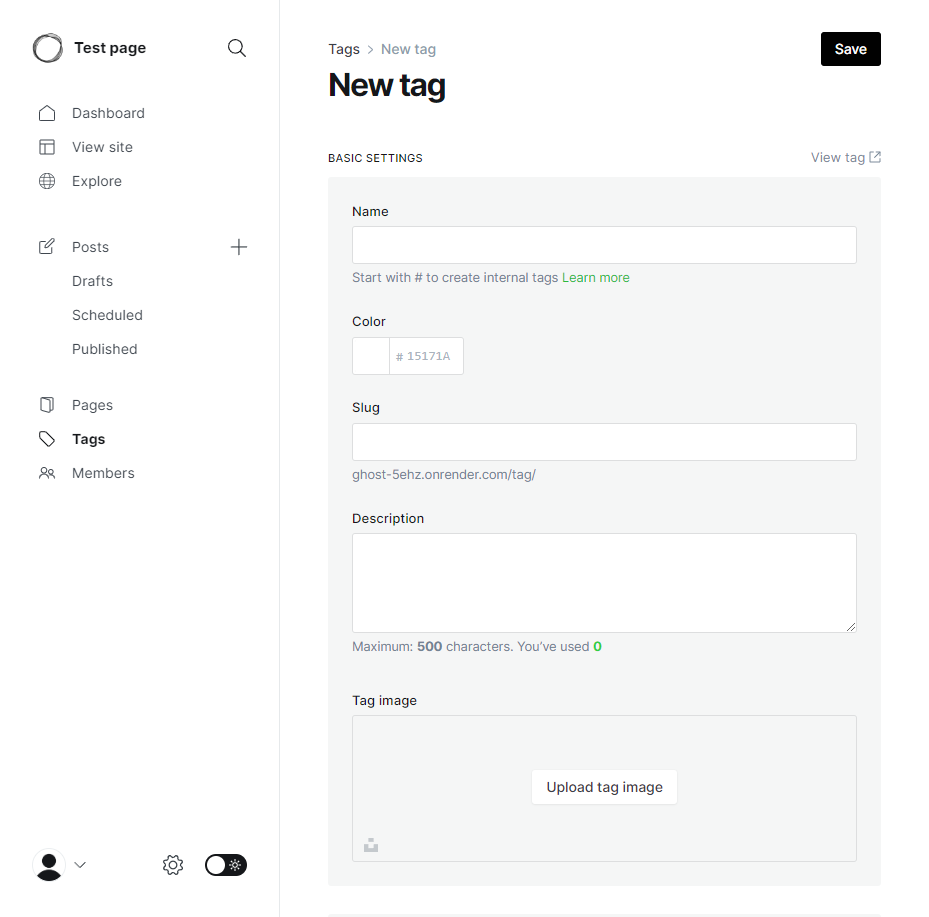 Test page
Dashboard
View site
Explore
Posts
Drafts
Scheduled
Published
Pages
Tags
Members
Tags > New tag
Save
New tag
BASIC SETTINGS
View tag
Name
Start with # to create internal tags Learn more
Color
# 15171A
Slug
ghost-5ehz.onrender.com/tag/
Description
Maximum: 500 characters. You’ve used 0
Tag image
Upload tag image